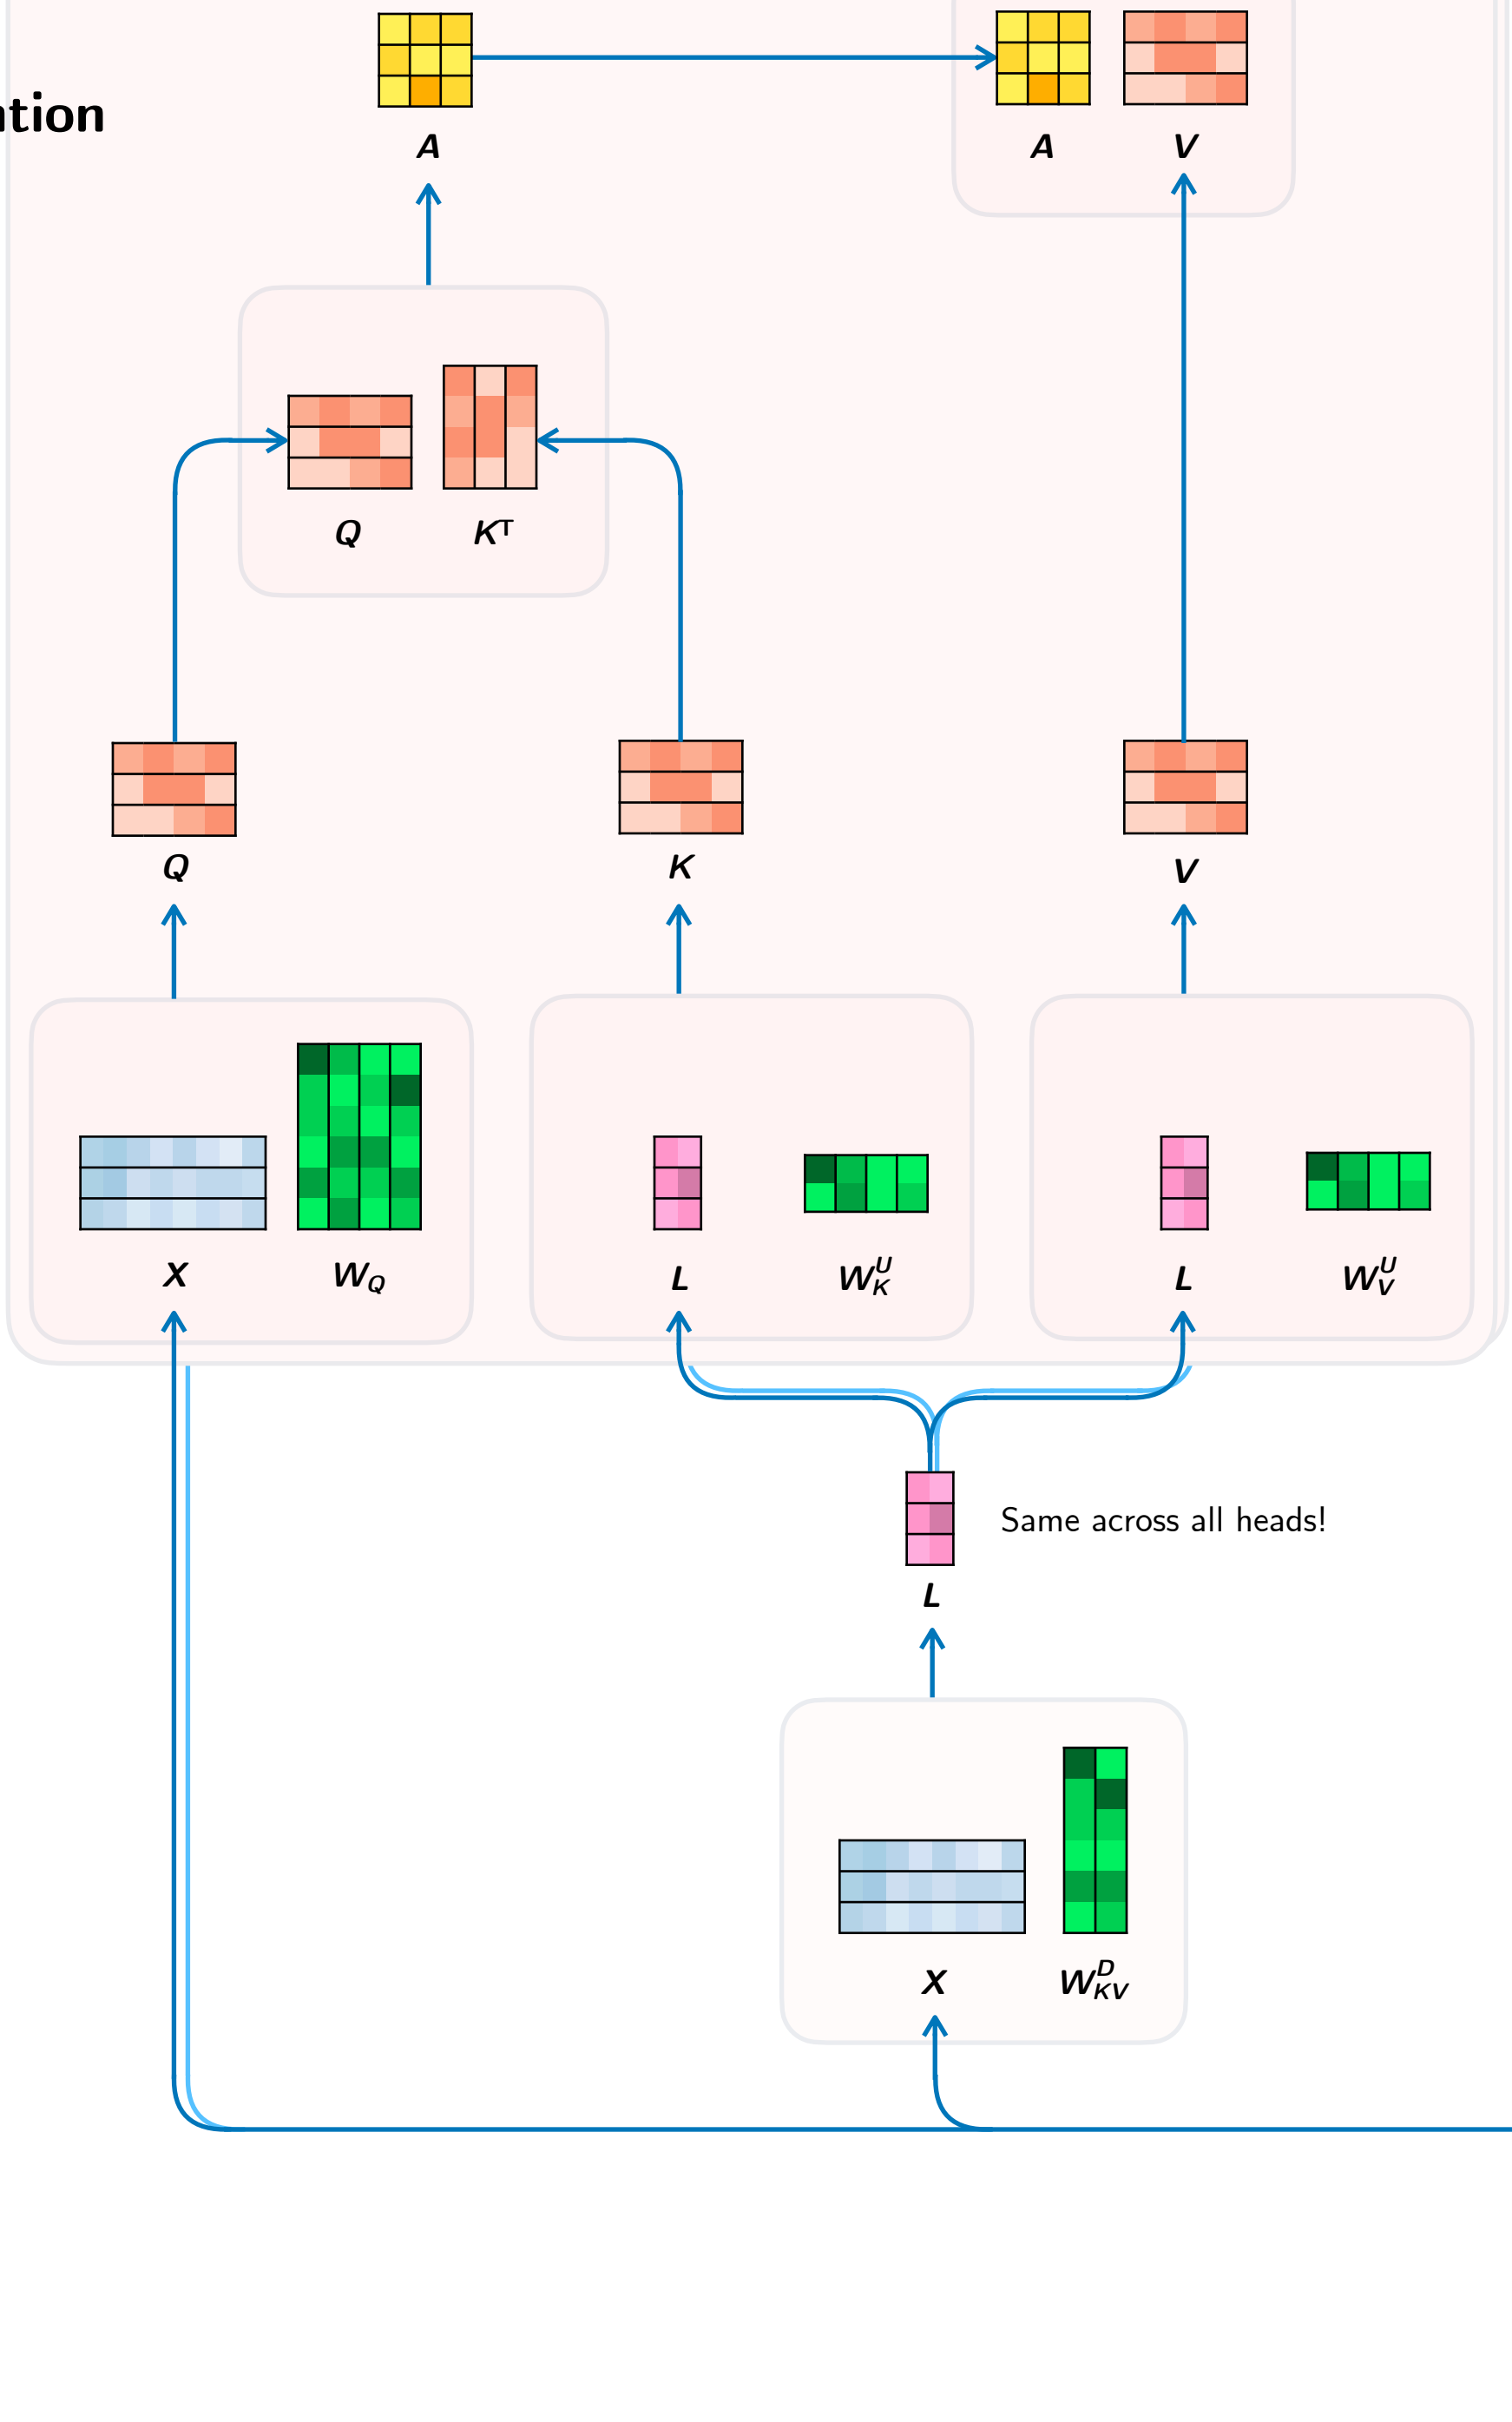 tion
A
A V
Q Kᵀ
Q K V
X W_Q L W_K^U L W_V^U
Same across all heads!
L
X W_KV^D